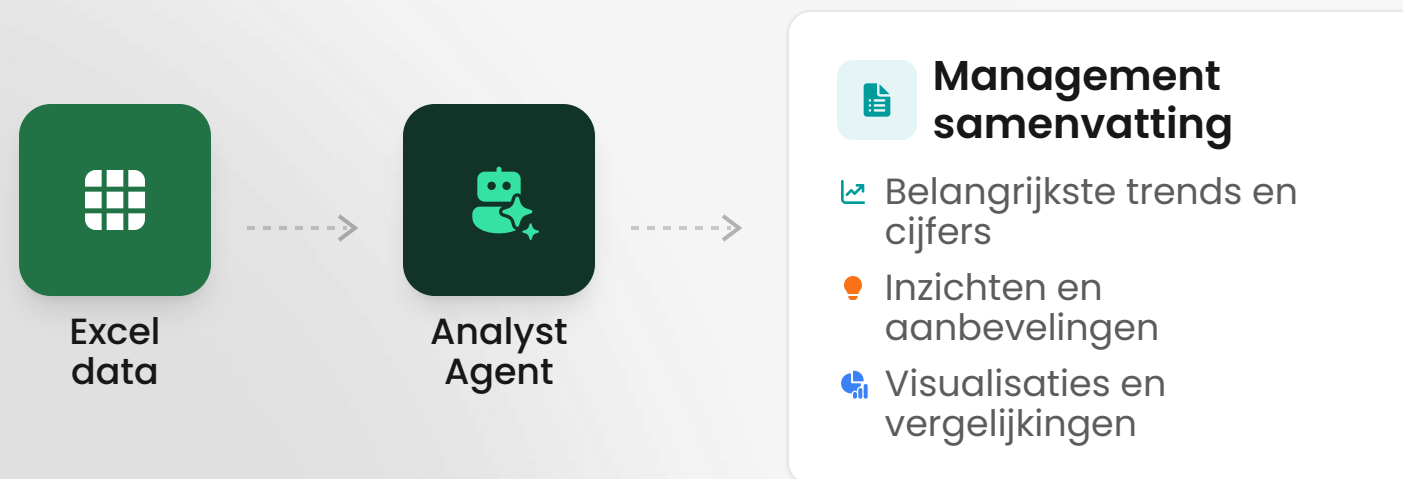 Excel
data
Analyst
Agent
Management
samenvatting
Belangrijkste trends en
cijfers
Inzichten en
aanbevelingen
Visualisaties en
vergelijkingen